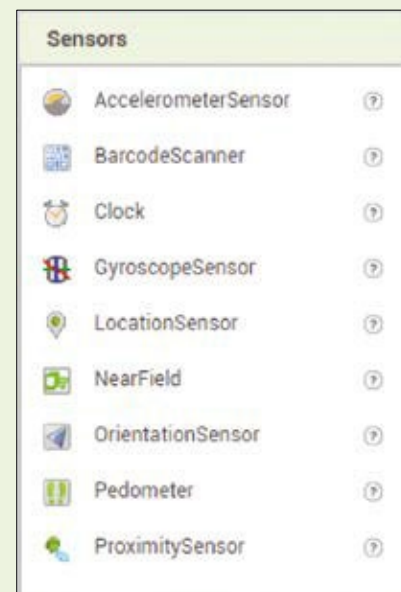 Sensors
AccelerometerSensor
BarcodeScanner
Clock
GyroscopeSensor
LocationSensor
NearField
OrientationSensor
Pedometer
ProximitySensor